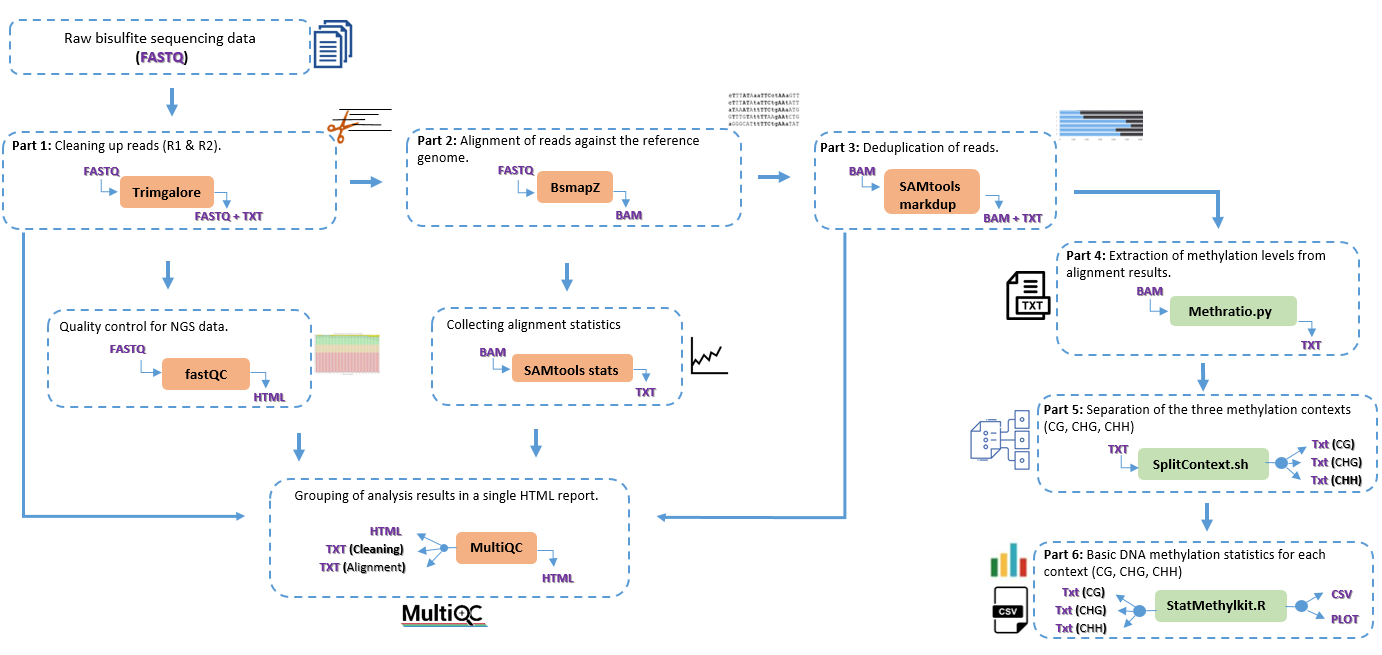 Raw bisulfite sequencing data
(FASTQ)
Part 1: Cleaning up reads (R1 & R2).
FASTQ
Trimgalore
FASTQ + TXT
Part 2: Alignment of reads against the reference
genome.
FASTQ
BsmapZ
BAM
Part 3: Deduplication of reads.
BAM
SAMtools
markdup
BAM + TXT
Part 4: Extraction of methylation levels from
alignment results.
BAM
Methratio.py
TXT
TXT
Quality control for NGS data.
FASTQ
fastQC
HTML
Collecting alignment statistics
BAM
SAMtools stats
TXT
Part 5: Separation of the three methylation contexts
(CG, CHG, CHH)
TXT
SplitContext.sh
Txt (CG)
Txt (CHG)
Txt (CHH)
Grouping of analysis results in a single HTML report.
HTML
TXT (Cleaning)
TXT (Alignment)
MultiQC
HTML
MultiQC
Part 6: Basic DNA methylation statistics for each
context (CG, CHG, CHH)
Txt (CG)
Txt (CHG)
Txt (CHH)
StatMethylkit.R
CSV
PLOT
CSV